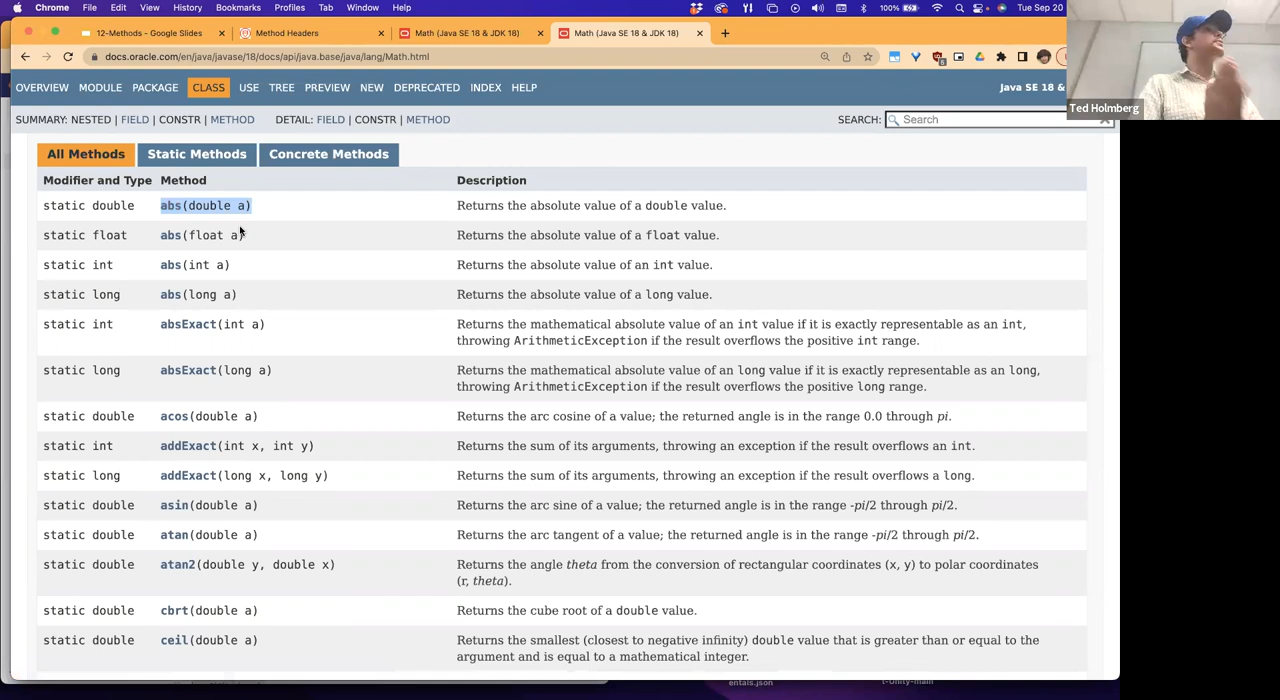 Chrome File Edit View History Bookmarks Profiles Tab Window Help 100% Tue Sep 20
12-Methods - Google Slides Method Headers Math (Java SE 18 & JDK 18) Math (Java SE 18 & JDK 18)
docs.oracle.com/en/java/javase/18/docs/api/java.base/java/lang/Math.html
Ted Holmberg
OVERVIEW MODULE PACKAGE CLASS USE TREE PREVIEW NEW DEPRECATED INDEX HELP Java SE 18 &
SUMMARY: NESTED | FIELD | CONSTR | METHOD DETAIL: FIELD | CONSTR | METHOD SEARCH: Search
All Methods Static Methods Concrete Methods
Modifier and Type Method Description
static double abs(double a) Returns the absolute value of a double value.
static float abs(float a) Returns the absolute value of a float value.
static int abs(int a) Returns the absolute value of an int value.
static long abs(long a) Returns the absolute value of a long value.
static int absExact(int a) Returns the mathematical absolute value of an int value if it is exactly representable as an int,
throwing ArithmeticException if the result overflows the positive int range.
static long absExact(long a) Returns the mathematical absolute value of an long value if it is exactly representable as an long,
throwing ArithmeticException if the result overflows the positive long range.
static double acos(double a) Returns the arc cosine of a value; the returned angle is in the range 0.0 through pi.
static int addExact(int x, int y) Returns the sum of its arguments, throwing an exception if the result overflows an int.
static long addExact(long x, long y) Returns the sum of its arguments, throwing an exception if the result overflows a long.
static double asin(double a) Returns the arc sine of a value; the returned angle is in the range -pi/2 through pi/2.
static double atan(double a) Returns the arc tangent of a value; the returned angle is in the range -pi/2 through pi/2.
static double atan2(double y, double x) Returns the angle theta from the conversion of rectangular coordinates (x, y) to polar coordinates
(r, theta).
static double cbrt(double a) Returns the cube root of a double value.
static double ceil(double a) Returns the smallest (closest to negative infinity) double value that is greater than or equal to the
argument and is equal to a mathematical integer.